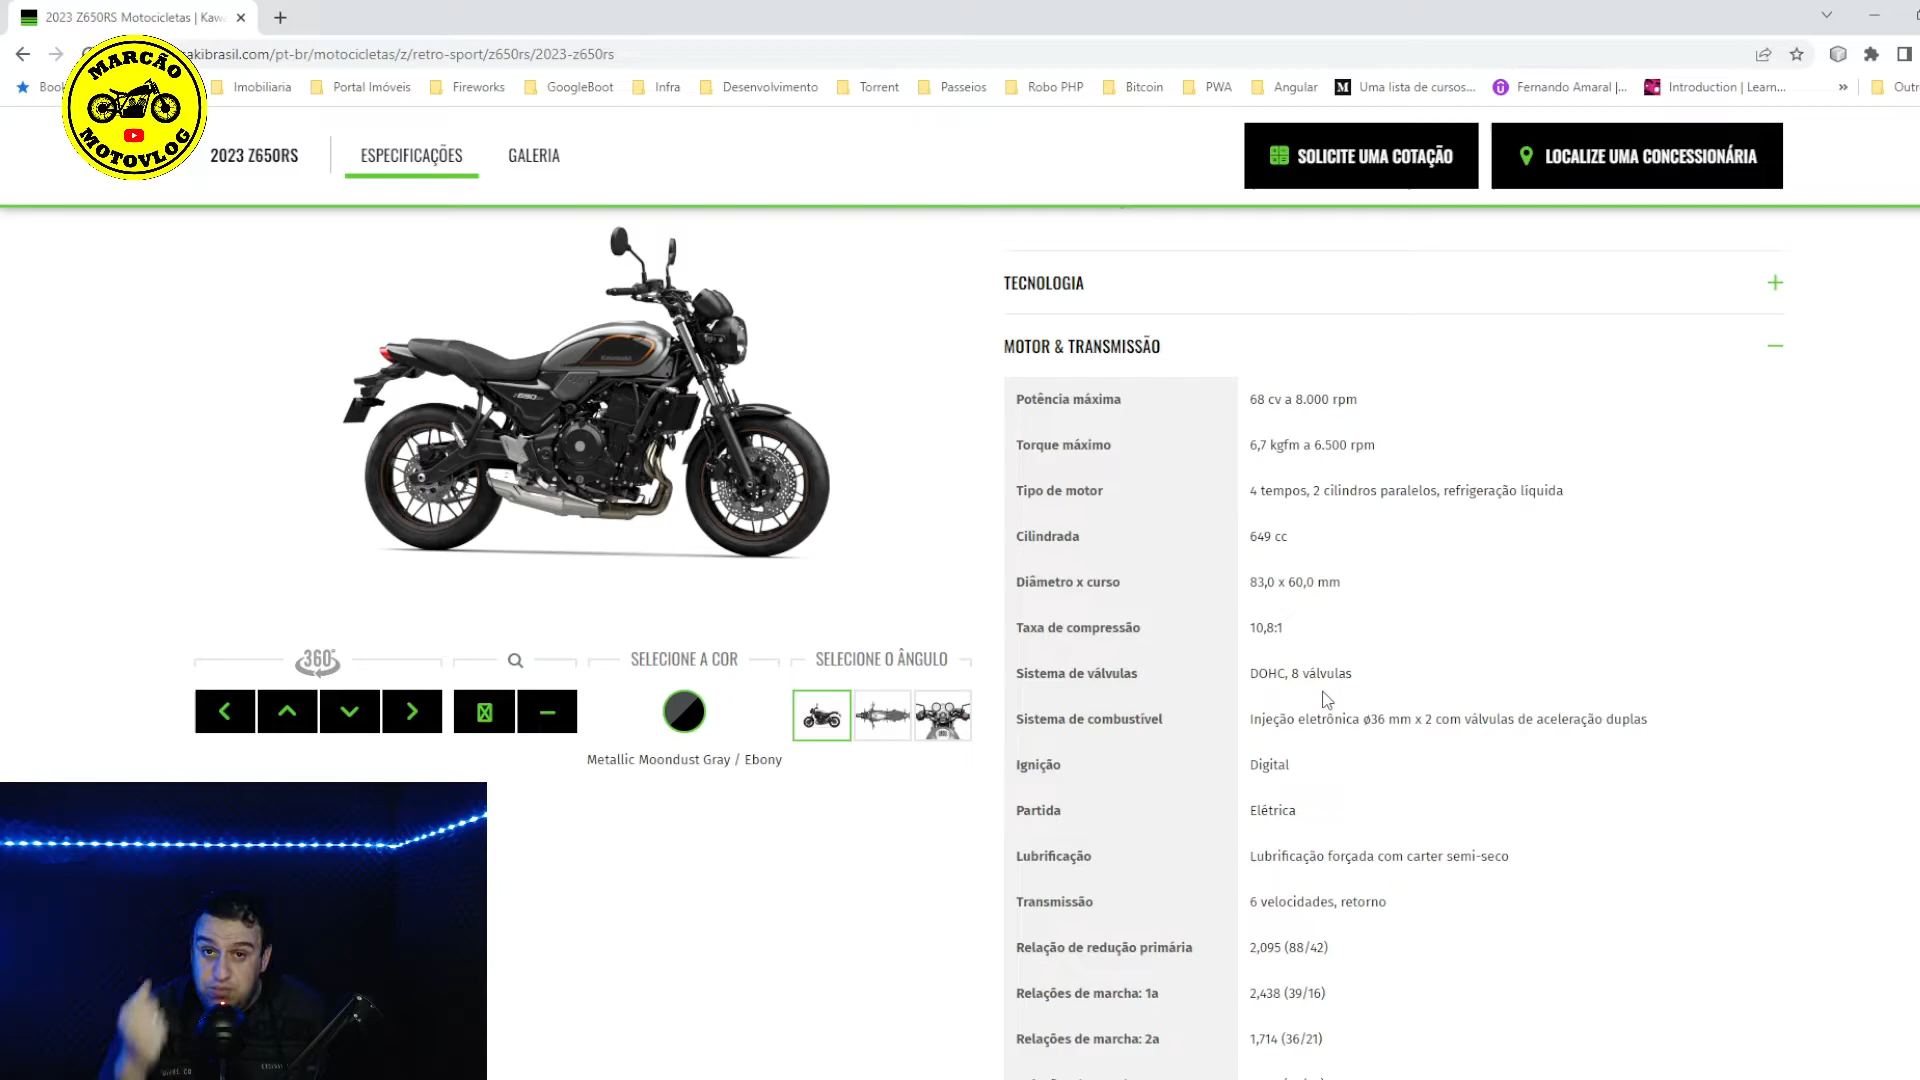 2023 Z650RS Motocicletas | Kaw
akibrasil.com/pt-br/motocicletas/z/retro-sport/z650rs/2023-z650rs
MARCÃO
MOTOVLOG
Imobiliaria
Portal Imóveis
Fireworks
GoogleBoot
Infra
Desenvolvimento
Torrent
Passeios
Robo PHP
Bitcoin
PWA
Angular
M Uma lista de cursos...
Fernando Amaral |...
Introduction | Learn...
»
2023 Z650RS
ESPECIFICAÇÕES
GALERIA
SOLICITE UMA COTAÇÃO
LOCALIZE UMA CONCESSIONÁRIA
TECNOLOGIA +
MOTOR & TRANSMISSÃO −
Potência máxima 68 cv a 8.000 rpm
Torque máximo 6,7 kgfm a 6.500 rpm
Tipo de motor 4 tempos, 2 cilindros paralelos, refrigeração líquida
Cilindrada 649 cc
Diâmetro x curso 83,0 x 60,0 mm
Taxa de compressão 10,8:1
Sistema de válvulas DOHC, 8 válvulas
Sistema de combustível Injeção eletrônica ø36 mm x 2 com válvulas de aceleração duplas
Ignição Digital
Partida Elétrica
Lubrificação Lubrificação forçada com carter semi-seco
Transmissão 6 velocidades, retorno
Relação de redução primária 2,095 (88/42)
Relações de marcha: 1a 2,438 (39/16)
Relações de marcha: 2a 1,714 (36/21)
Kawasaki
360°
SELECIONE A COR
SELECIONE O ÂNGULO
Metallic Moondust Gray / Ebony